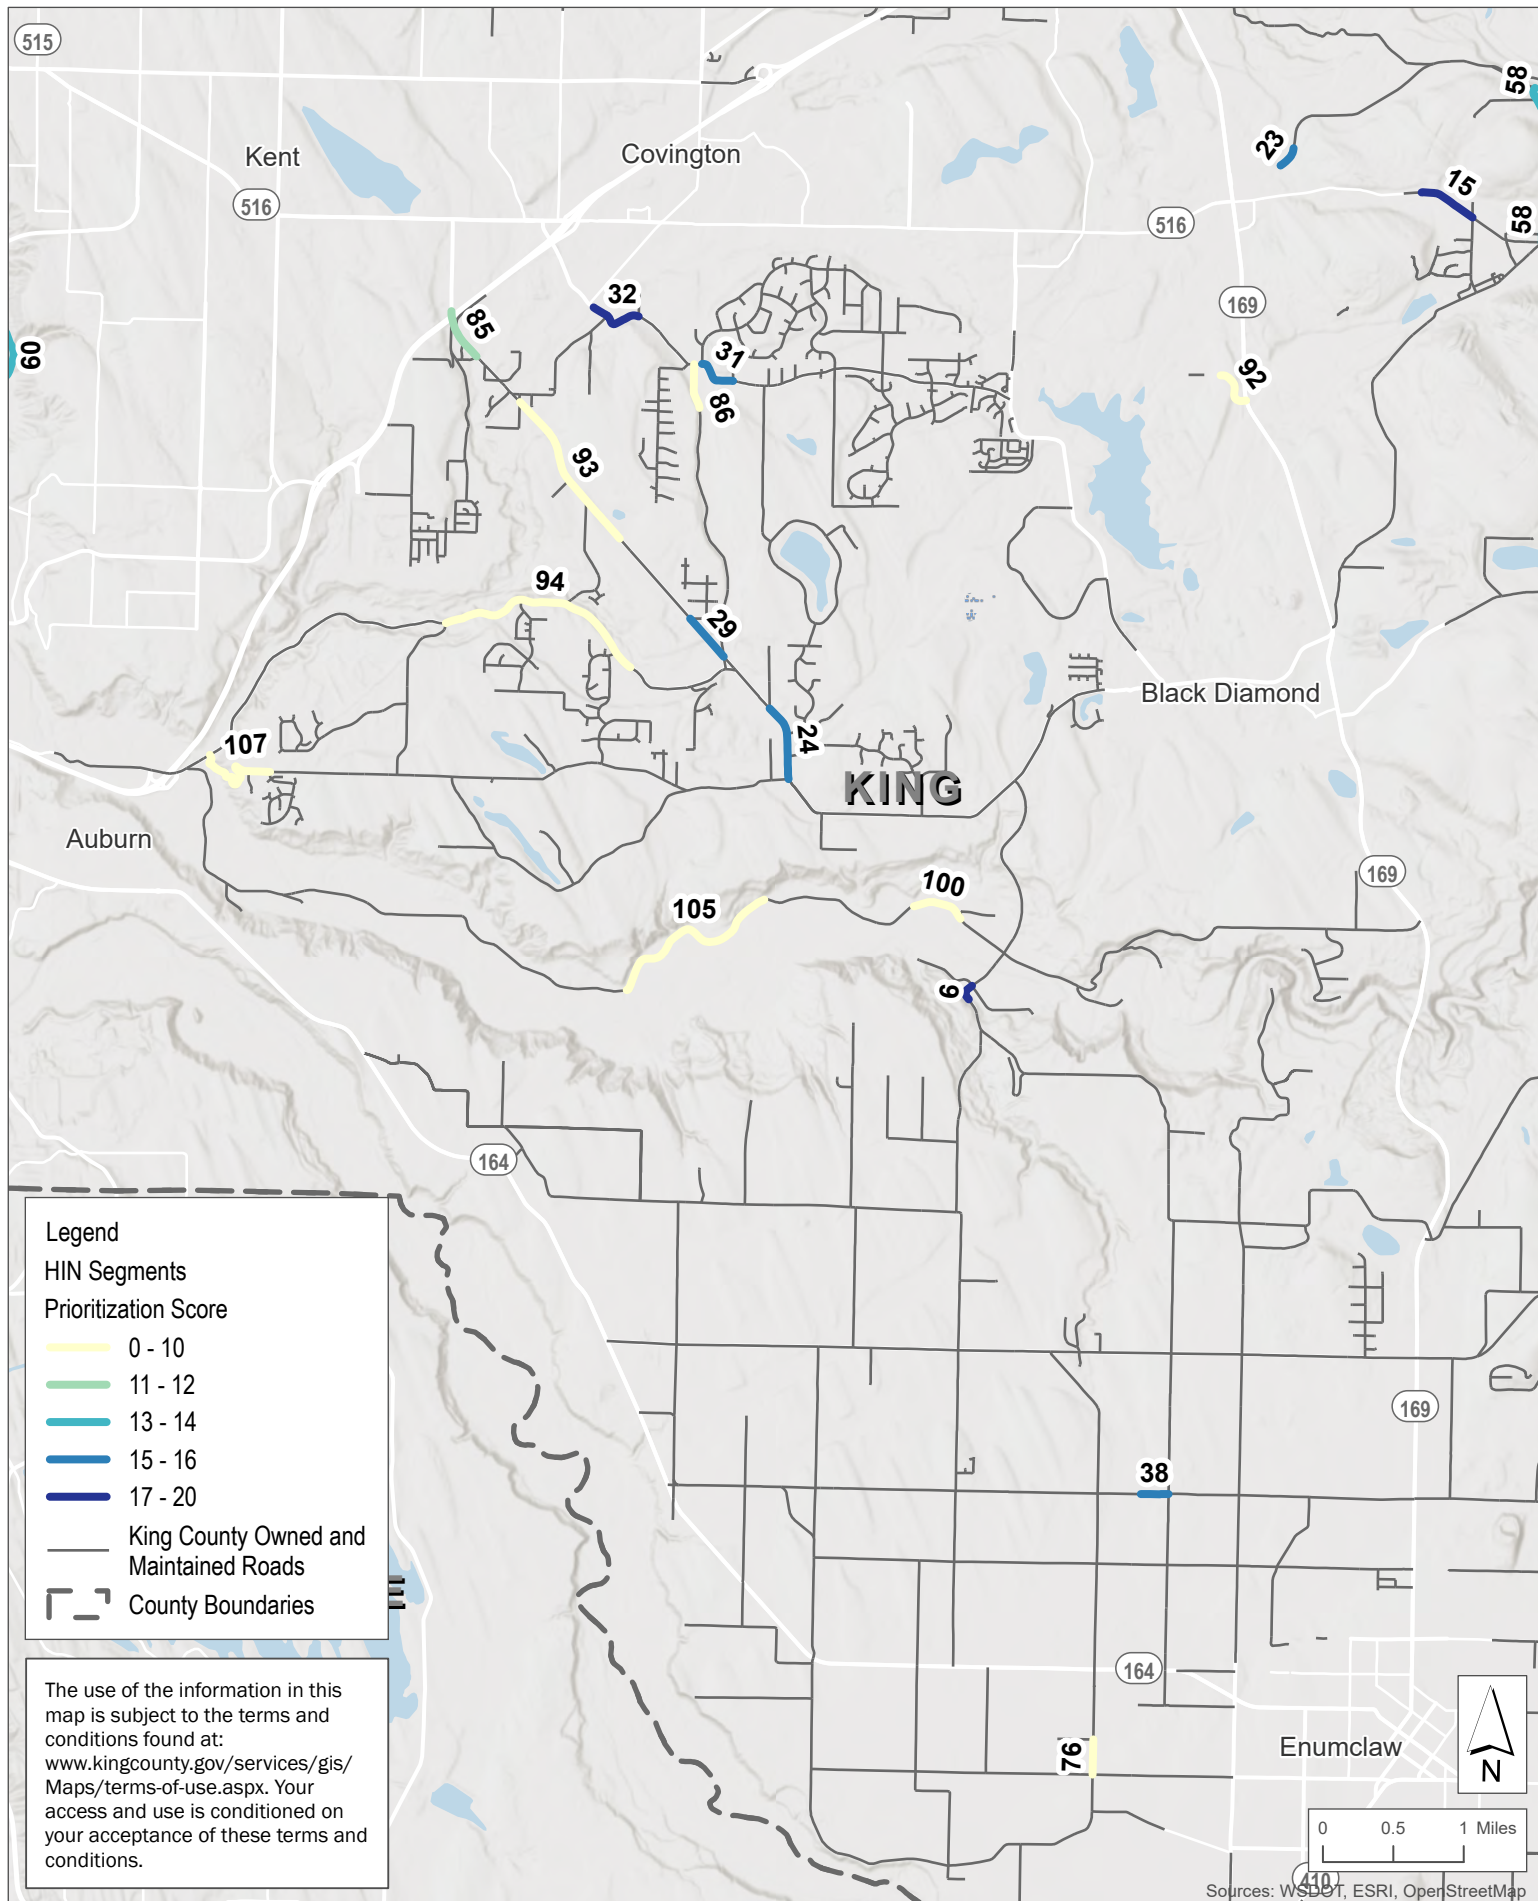 515
58
Kent
Covington
23
15
516
516
58
32
169
85
31
60
92
86
93
94
29
Black Diamond
24
107
KING
Auburn
169
100
105
6
164
Legend
HIN Segments
Prioritization Score
0 - 10
11 - 12
13 - 14
15 - 16
17 - 20
King County Owned and
Maintained Roads
County Boundaries
169
38
164
The use of the information in this
map is subject to the terms and
conditions found at:
www.kingcounty.gov/services/gis/
Maps/terms-of-use.aspx. Your
access and use is conditioned on
your acceptance of these terms and
conditions.
76
Enumclaw
N
0 0.5 1 Miles
410
Sources: WSDOT, ESRI, OpenStreetMap